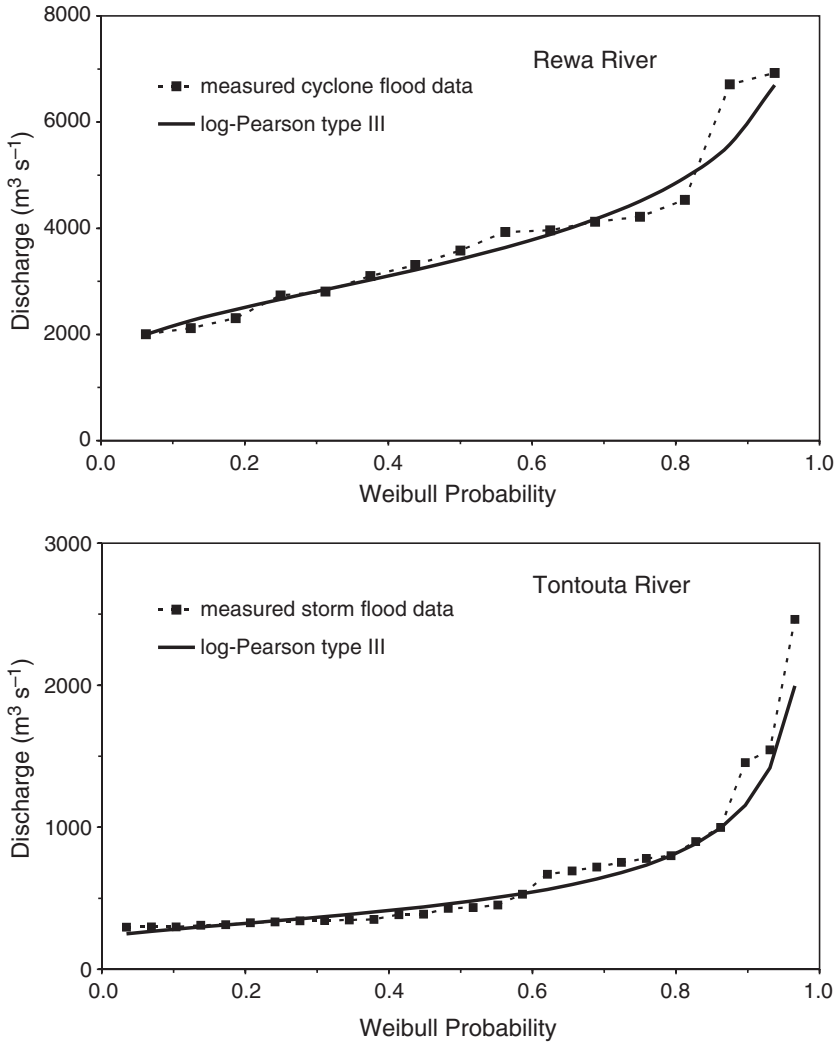 Rewa River
measured cyclone flood data
log-Pearson type III
Discharge (m³ s⁻¹)
8000
6000
4000
2000
0
0.0 0.2 0.4 0.6 0.8 1.0
Weibull Probability
Tontouta River
measured storm flood data
log-Pearson type III
Discharge (m³ s⁻¹)
3000
2000
1000
0
0.0 0.2 0.4 0.6 0.8 1.0
Weibull Probability